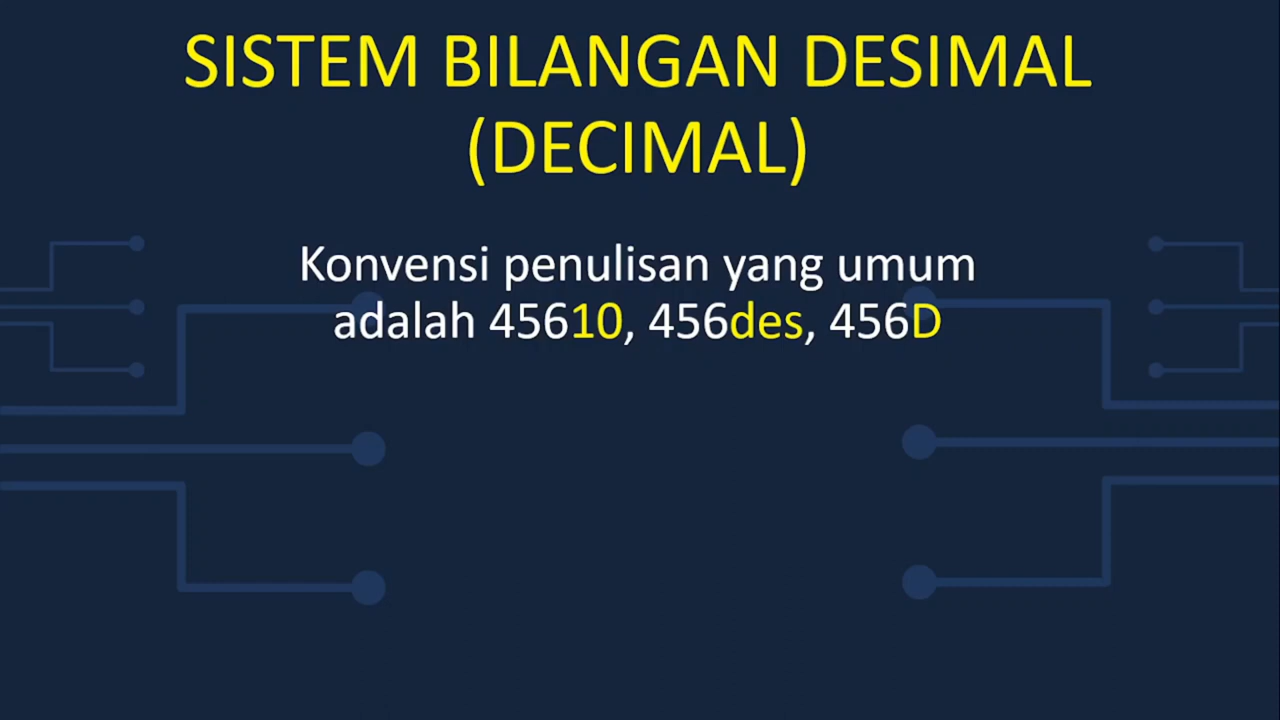 SISTEM BILANGAN DESIMAL
(DECIMAL)
Konvensi penulisan yang umum
adalah 45610, 456des, 456D